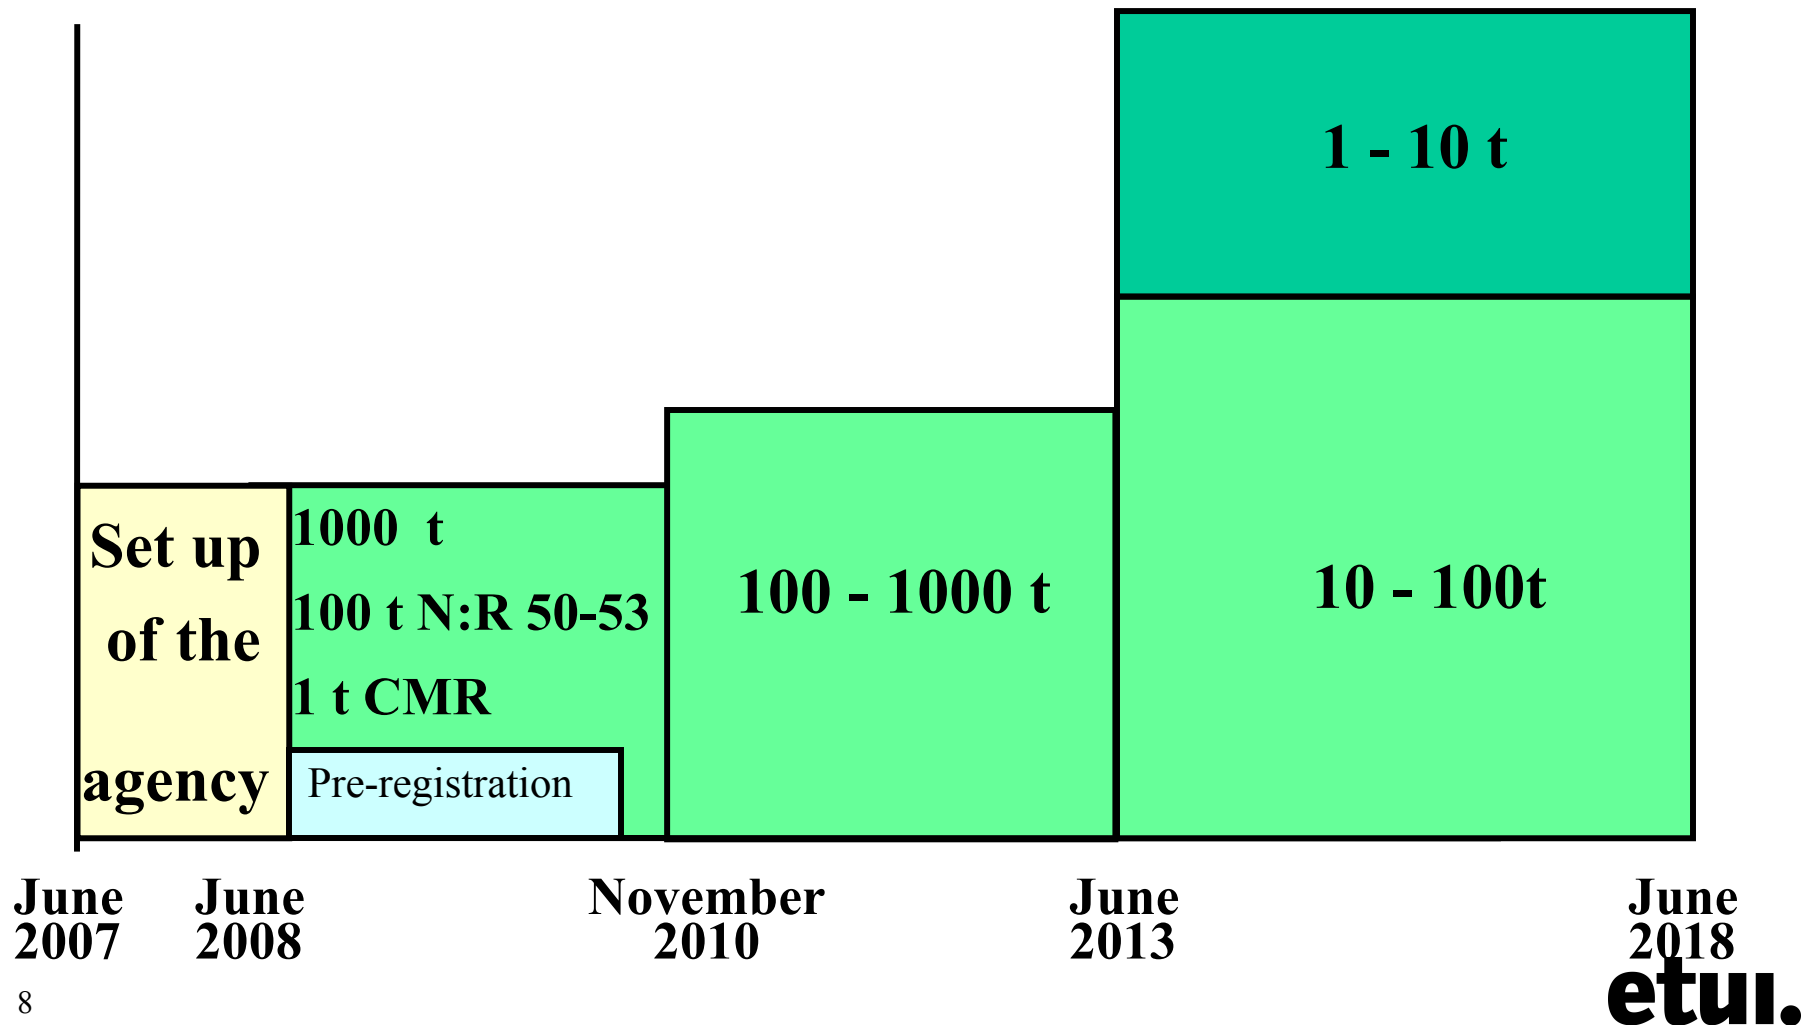 1 - 10 t
Set up
of the
agency
1000 t
100 t N:R 50-53
1 t CMR
Pre-registration
100 - 1000 t
10 - 100t
June
2007
June
2008
November
2010
June
2013
June
2018
8
etui.